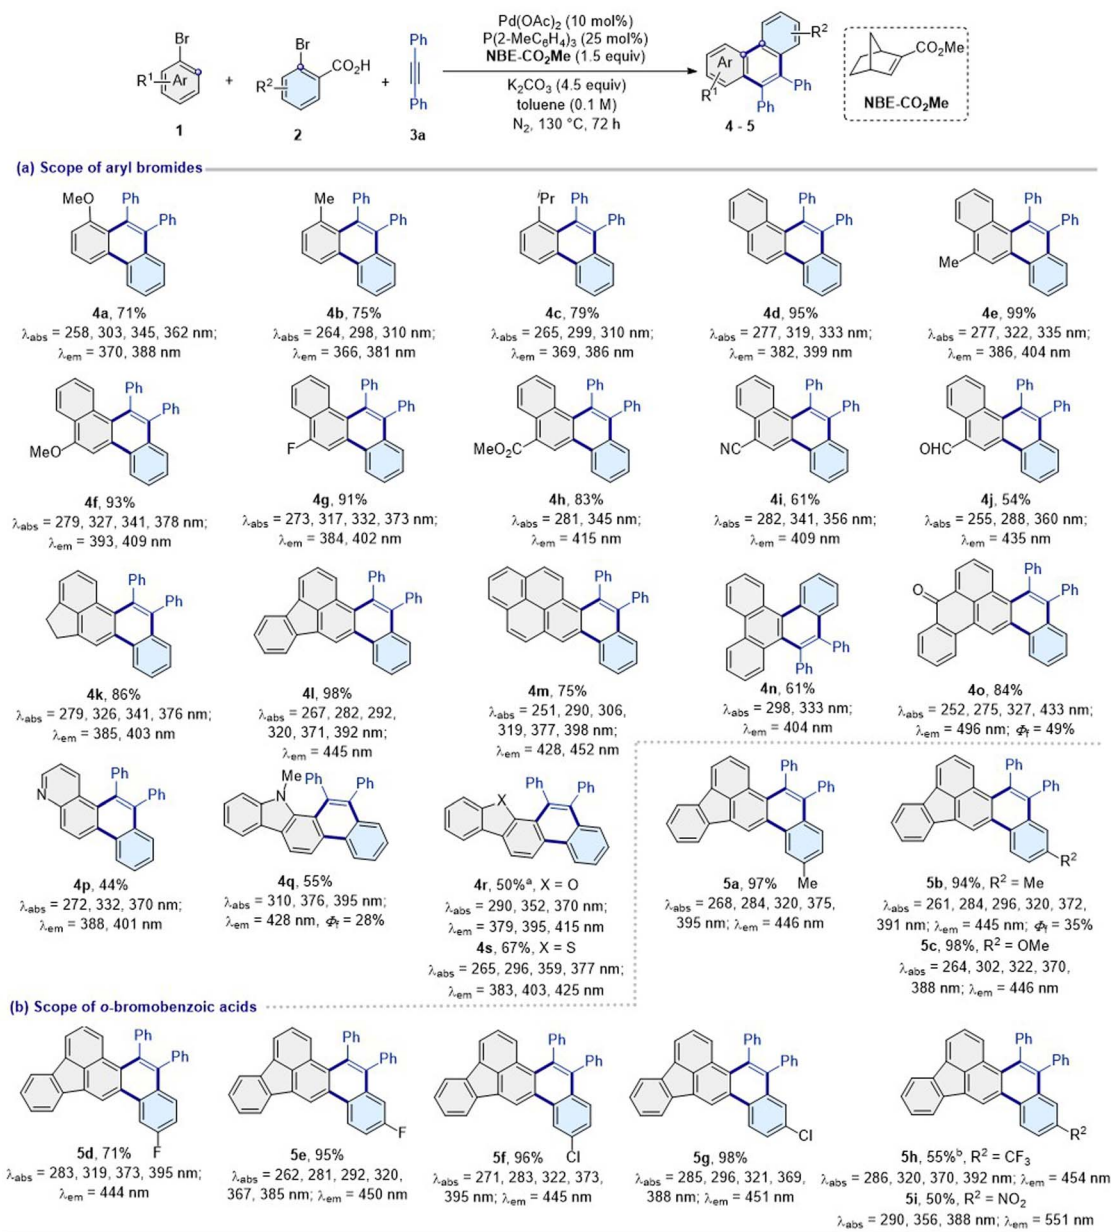 Br
R¹
Ar
1
+
Br
CO₂H
R²
2
+
Ph
Ph
3a
Pd(OAc)₂ (10 mol%)
P(2-MeC₆H₄)₃ (25 mol%)
NBE-CO₂Me (1.5 equiv)
K₂CO₃ (4.5 equiv)
toluene (0.1 M)
N₂, 130 °C, 72 h
R²
Ar
R¹
Ph
Ph
4 - 5
CO₂Me
NBE-CO₂Me
(a) Scope of aryl bromides
MeO
Ph
Ph
4a, 71%
λabs = 258, 303, 345, 362 nm;
λem = 370, 388 nm
Me
Ph
Ph
4b, 75%
λabs = 264, 298, 310 nm;
λem = 366, 381 nm
ⁱPr
Ph
Ph
4c, 79%
λabs = 265, 299, 310 nm;
λem = 369, 386 nm
Ph
Ph
4d, 95%
λabs = 277, 319, 333 nm;
λem = 382, 399 nm
Ph
Ph
Me
4e, 99%
λabs = 277, 322, 335 nm;
λem = 386, 404 nm
Ph
Ph
MeO
4f, 93%
λabs = 279, 327, 341, 378 nm;
λem = 393, 409 nm
Ph
Ph
F
4g, 91%
λabs = 273, 317, 332, 373 nm;
λem = 384, 402 nm
Ph
Ph
MeO₂C
4h, 83%
λabs = 281, 345 nm;
λem = 415 nm
Ph
Ph
NC
4i, 61%
λabs = 282, 341, 356 nm;
λem = 409 nm
Ph
Ph
OHC
4j, 54%
λabs = 255, 288, 360 nm;
λem = 435 nm
Ph
Ph
4k, 86%
λabs = 279, 326, 341, 376 nm;
λem = 385, 403 nm
Ph
Ph
4l, 98%
λabs = 267, 282, 292,
320, 371, 392 nm;
λem = 445 nm
Ph
Ph
4m, 75%
λabs = 251, 290, 306,
319, 377, 398 nm;
λem = 428, 452 nm
Ph
Ph
4n, 61%
λabs = 298, 333 nm;
λem = 404 nm
O
Ph
Ph
4o, 84%
λabs = 252, 275, 327, 433 nm;
λem = 496 nm; Φf = 49%
N
Ph
Ph
4p, 44%
λabs = 272, 332, 370 nm;
λem = 388, 401 nm
Me
N
Ph
Ph
4q, 55%
λabs = 310, 376, 395 nm;
λem = 428 nm, Φf = 28%
X
Ph
Ph
4r, 50%ᵃ, X = O
λabs = 290, 352, 370 nm;
λem = 379, 395, 415 nm
4s, 67%, X = S
λabs = 265, 296, 359, 377 nm;
λem = 383, 403, 425 nm
Ph
Ph
5a, 97%
Me
λabs = 268, 284, 320, 375,
395 nm; λem = 446 nm
Ph
Ph
R²
5b, 94%, R² = Me
λabs = 261, 284, 296, 320, 372,
391 nm; λem = 445 nm; Φf = 35%
5c, 98%, R² = OMe
λabs = 264, 302, 322, 370,
388 nm; λem = 446 nm
(b) Scope of o-bromobenzoic acids
Ph
Ph
F
5d, 71%
λabs = 283, 319, 373, 395 nm;
λem = 444 nm
Ph
Ph
F
5e, 95%
λabs = 262, 281, 292, 320,
367, 385 nm; λem = 450 nm
Ph
Ph
Cl
5f, 96%
λabs = 271, 283, 322, 373,
395 nm; λem = 445 nm
Ph
Ph
Cl
5g, 98%
λabs = 285, 296, 321, 369,
388 nm; λem = 451 nm
Ph
Ph
R²
5h, 55%ᵇ, R² = CF₃
λabs = 286, 320, 370, 392 nm; λem = 454 nm
5i, 50%, R² = NO₂
λabs = 290, 356, 388 nm; λem = 551 nm